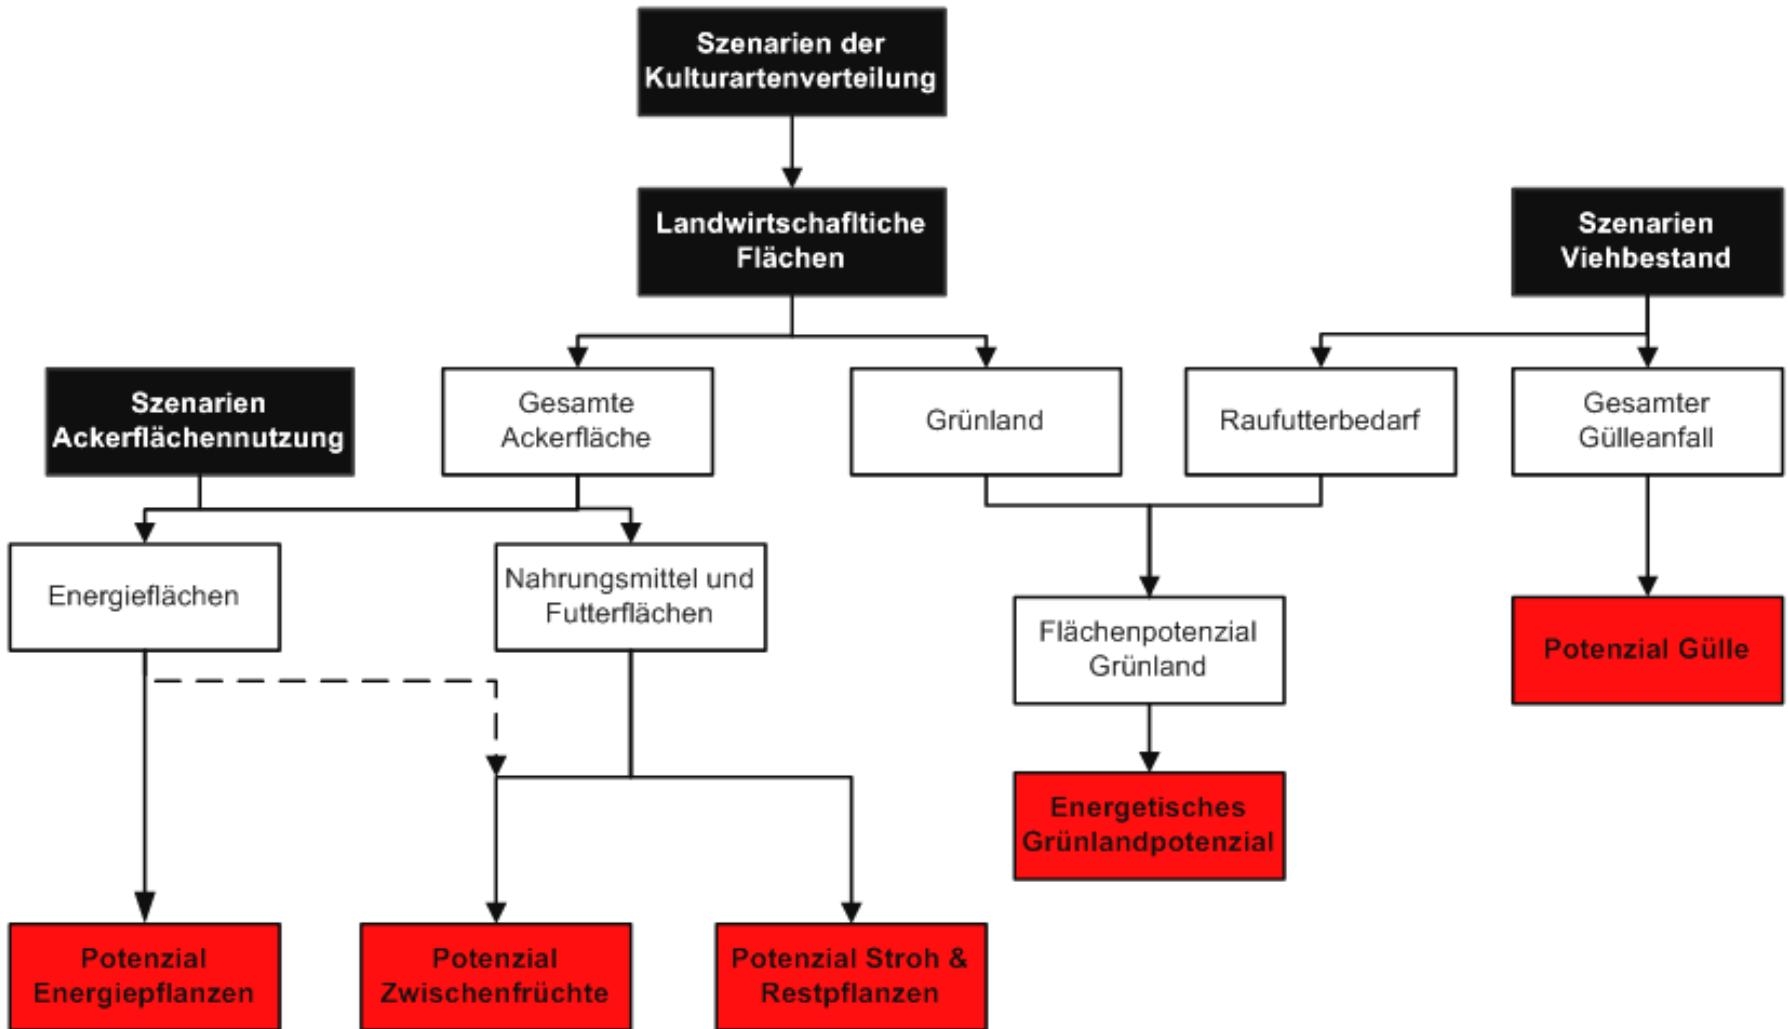 Szenarien der
Kulturartenverteilung
Landwirtschafltiche
Flächen
Szenarien
Viehbestand
Szenarien
Ackerflächennutzung
Gesamte
Ackerfläche
Grünland
Raufutterbedarf
Gesamter
Gülleanfall
Energieflächen
Nahrungsmittel und
Futterflächen
Flächenpotenzial
Grünland
Potenzial Gülle
Energetisches
Grünlandpotenzial
Potenzial
Energiepflanzen
Potenzial
Zwischenfrüchte
Potenzial Stroh &
Restpflanzen